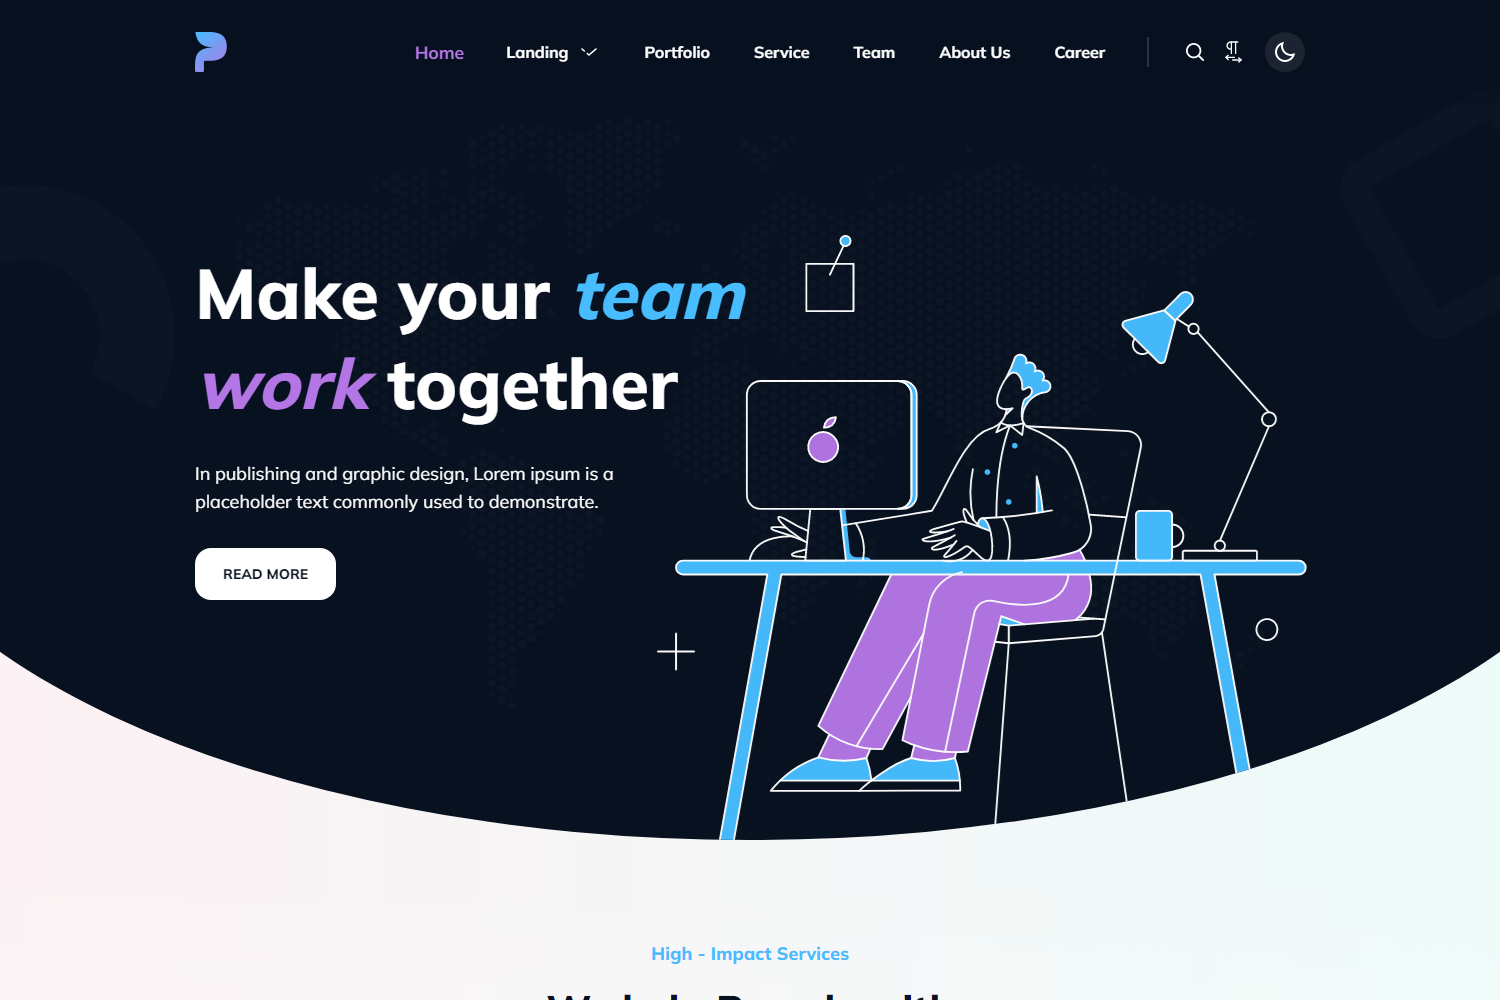 Home Landing Portfolio Service Team About Us Career
Make your team
work together
In publishing and graphic design, Lorem ipsum is a
placeholder text commonly used to demonstrate.
READ MORE
High - Impact Services